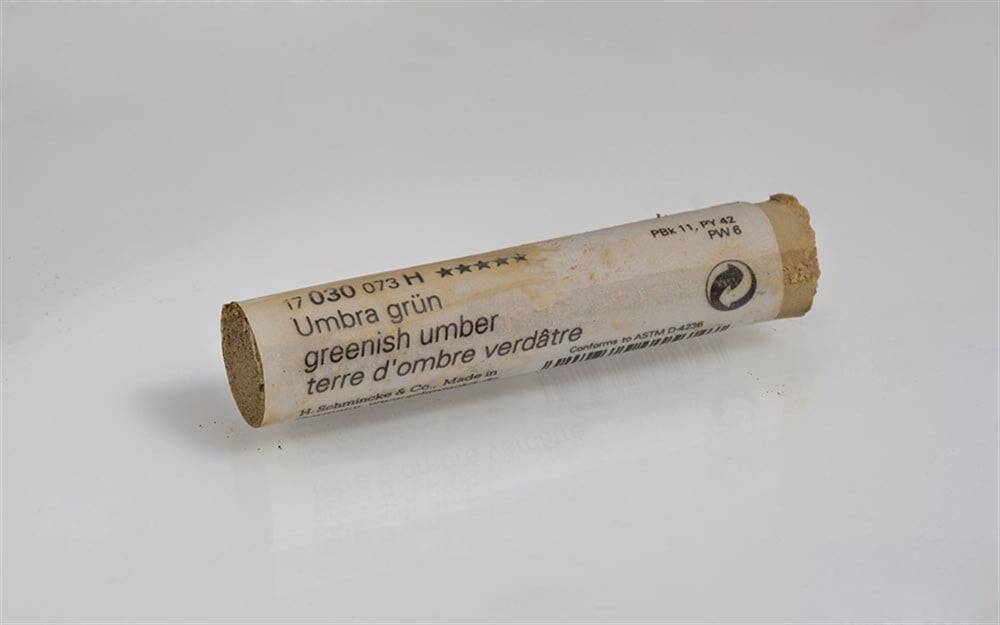 17 030 073 H ★★★★★
Umbra grün
greenish umber
terre d'ombre verdâtre
H. Schmincke & Co., Made in
PBk 11, PY 42
PW 6
Conforms to ASTM D-4236